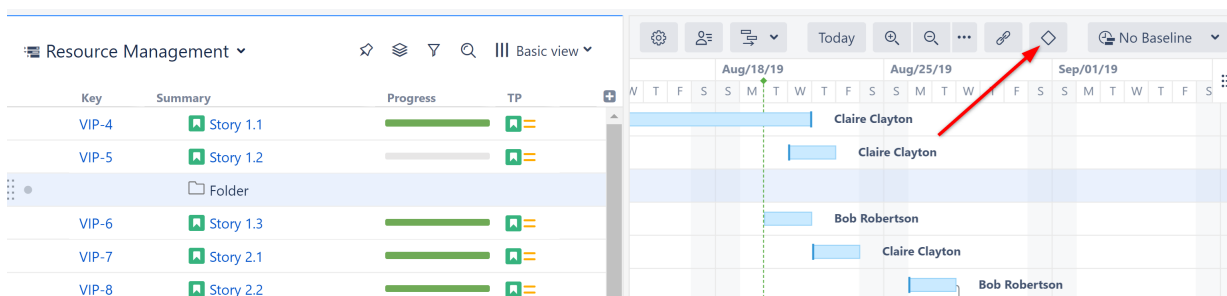 Resource Management
Basic view
Today
No Baseline
Aug/18/19 Aug/25/19 Sep/01/19
Key Summary Progress TP
W T F S S M T W T F S S M T W T F S S M T W T F S
VIP-4 Story 1.1 Claire Clayton
VIP-5 Story 1.2 Claire Clayton
Folder
VIP-6 Story 1.3 Bob Robertson
VIP-7 Story 2.1 Claire Clayton
VIP-8 Story 2.2 Bob Robertson